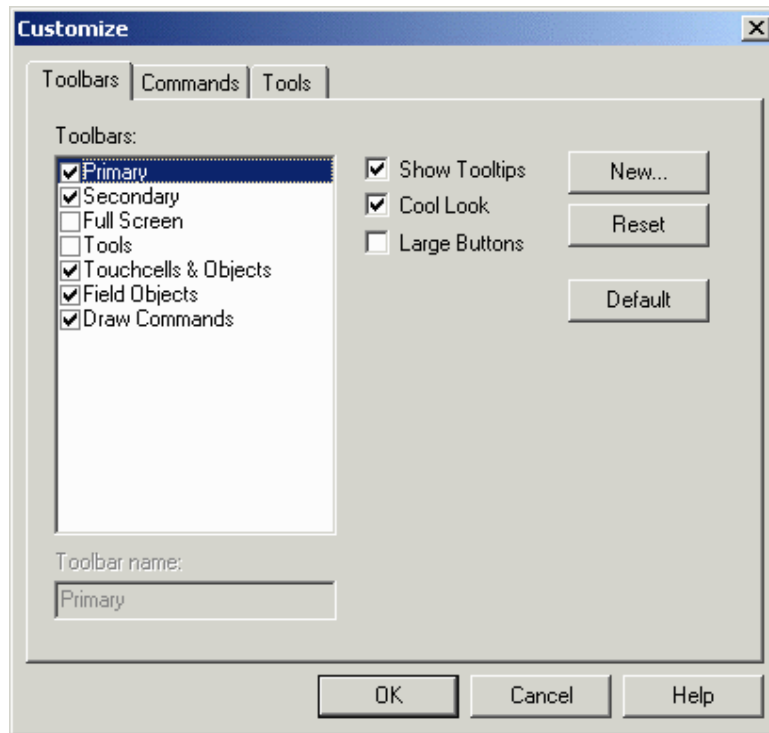 Customize
Toolbars Commands Tools
Toolbars:
Primary
Secondary
Full Screen
Tools
Touchcells & Objects
Field Objects
Draw Commands
Show Tooltips
Cool Look
Large Buttons
New...
Reset
Default
Toolbar name:
Primary
OK Cancel Help